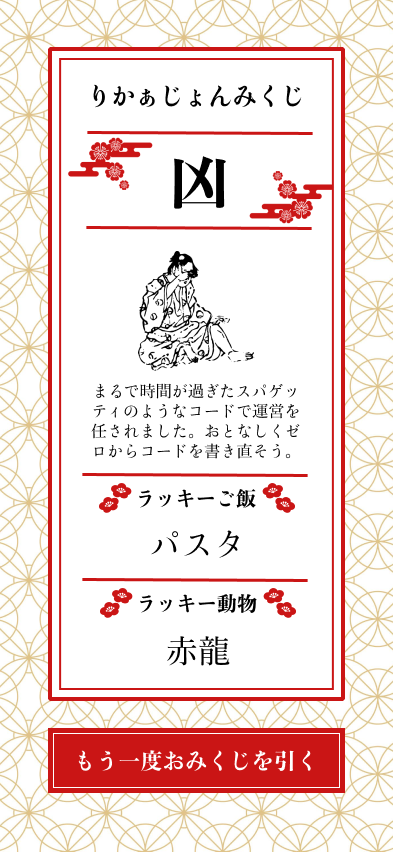 りかぁじょんみくじ
凶
まるで時間が過ぎたスパゲッ
ティのようなコードで運営を
任されました。おとなしくゼ
ロからコードを書き直そう。
ラッキーご飯
パスタ
ラッキー動物
赤龍
もう一度おみくじを引く